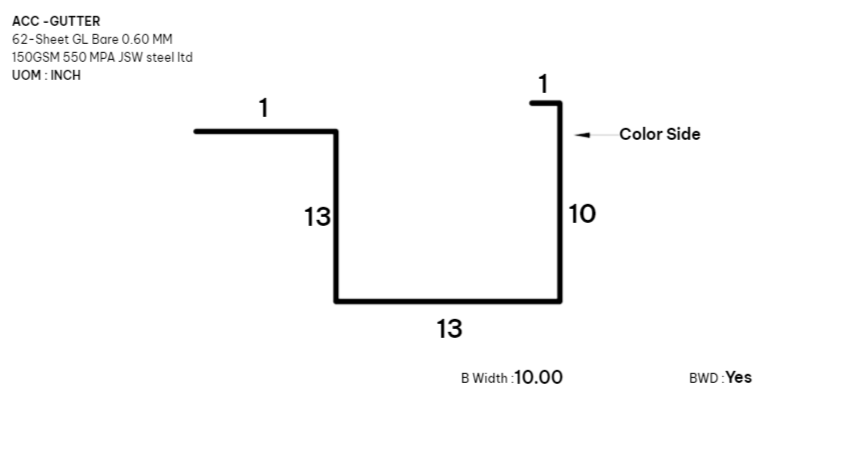 ACC -GUTTER
62-Sheet GL Bare 0.60 MM
150GSM 550 MPA JSW steel ltd
UOM : INCH
1
1
Color Side
13
10
13
B Width :10.00
BWD :Yes